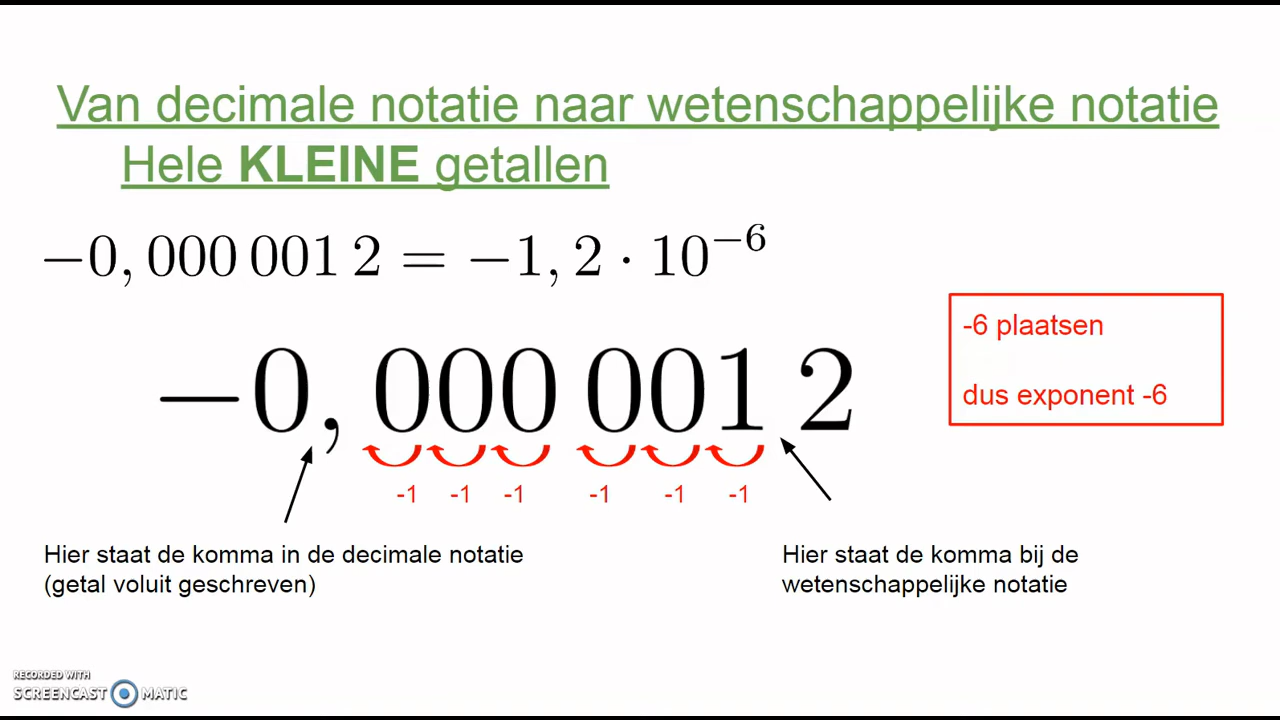 Van decimale notatie naar wetenschappelijke notatie
Hele KLEINE getallen
−0,000 001 2 = −1,2 · 10⁻⁶
-6 plaatsen
dus exponent -6
−0,000 001 2
-1 -1 -1 -1 -1 -1
Hier staat de komma in de decimale notatie
(getal voluit geschreven)
Hier staat de komma bij de
wetenschappelijke notatie
RECORDED WITH
SCREENCAST MATIC